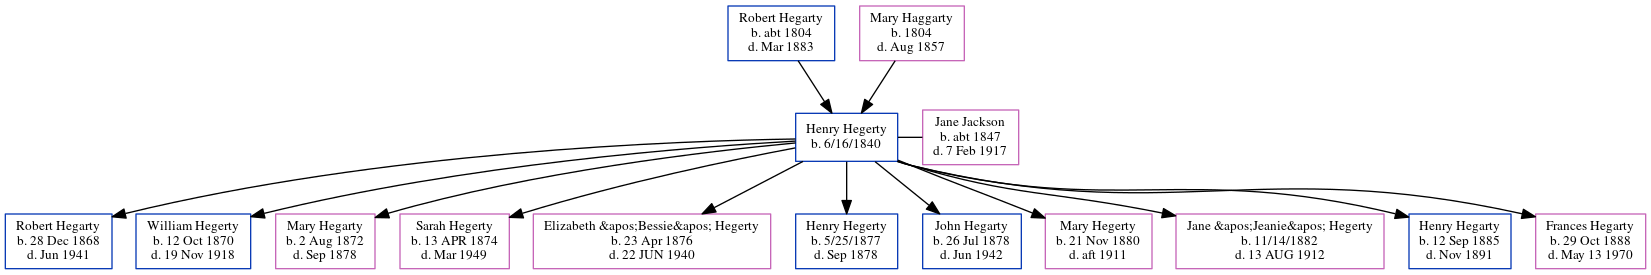 Robert Hegarty
b. abt 1804
d. Mar 1883
Mary Haggarty
b. 1804
d. Aug 1857
Henry Hegerty
b. 6/16/1840
Jane Jackson
b. abt 1847
d. 7 Feb 1917
Robert Hegarty
b. 28 Dec 1868
d. Jun 1941
William Hegerty
b. 12 Oct 1870
d. 19 Nov 1918
Mary Hegarty
b. 2 Aug 1872
d. Sep 1878
Sarah Hegerty
b. 13 APR 1874
d. Mar 1949
Elizabeth &apos;Bessie&apos; Hegerty
b. 23 Apr 1876
d. 22 JUN 1940
Henry Hegerty
b. 5/25/1877
d. Sep 1878
John Hegarty
b. 26 Jul 1878
d. Jun 1942
Mary Hegerty
b. 21 Nov 1880
d. aft 1911
Jane &apos;Jeanie&apos; Hegerty
b. 11/14/1882
d. 13 AUG 1912
Henry Hegarty
b. 12 Sep 1885
d. Nov 1891
Frances Hegarty
b. 29 Oct 1888
d. May 13 1970